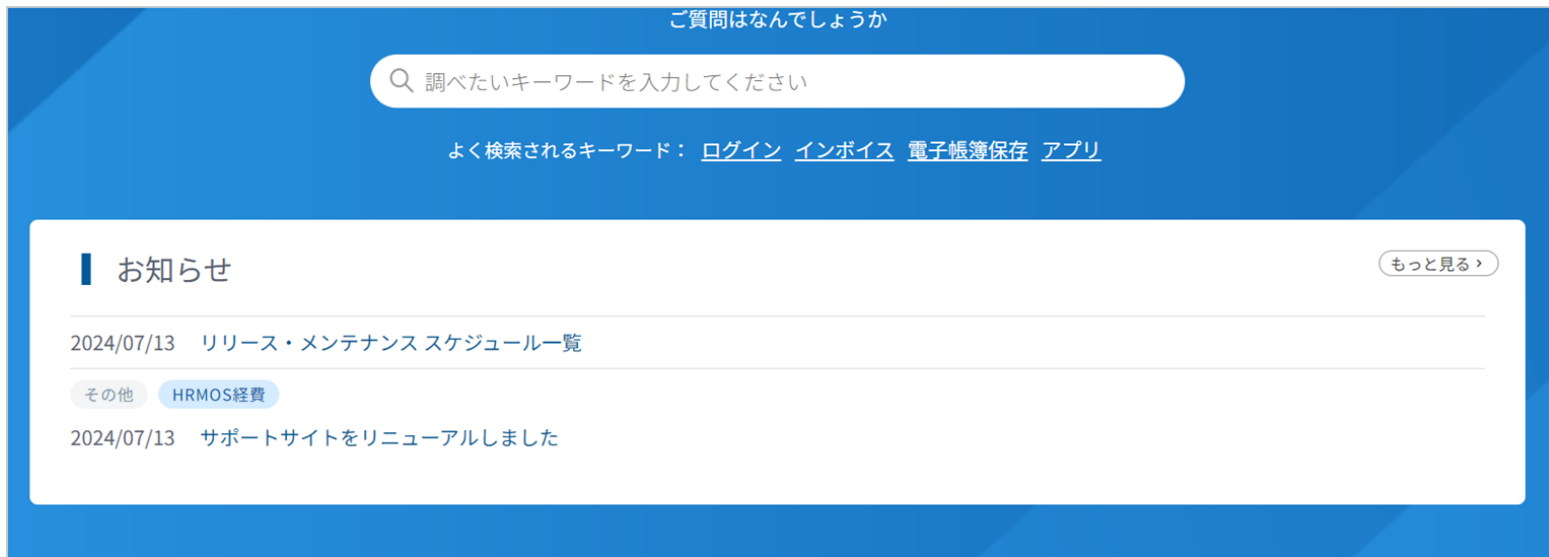 ご質問はなんでしょうか
調べたいキーワードを入力してください
よく検索されるキーワード： ログイン インボイス 電子帳簿保存 アプリ
お知らせ
もっと見る ›
2024/07/13 リリース・メンテナンス スケジュール一覧
その他 HRMOS経費
2024/07/13 サポートサイトをリニューアルしました